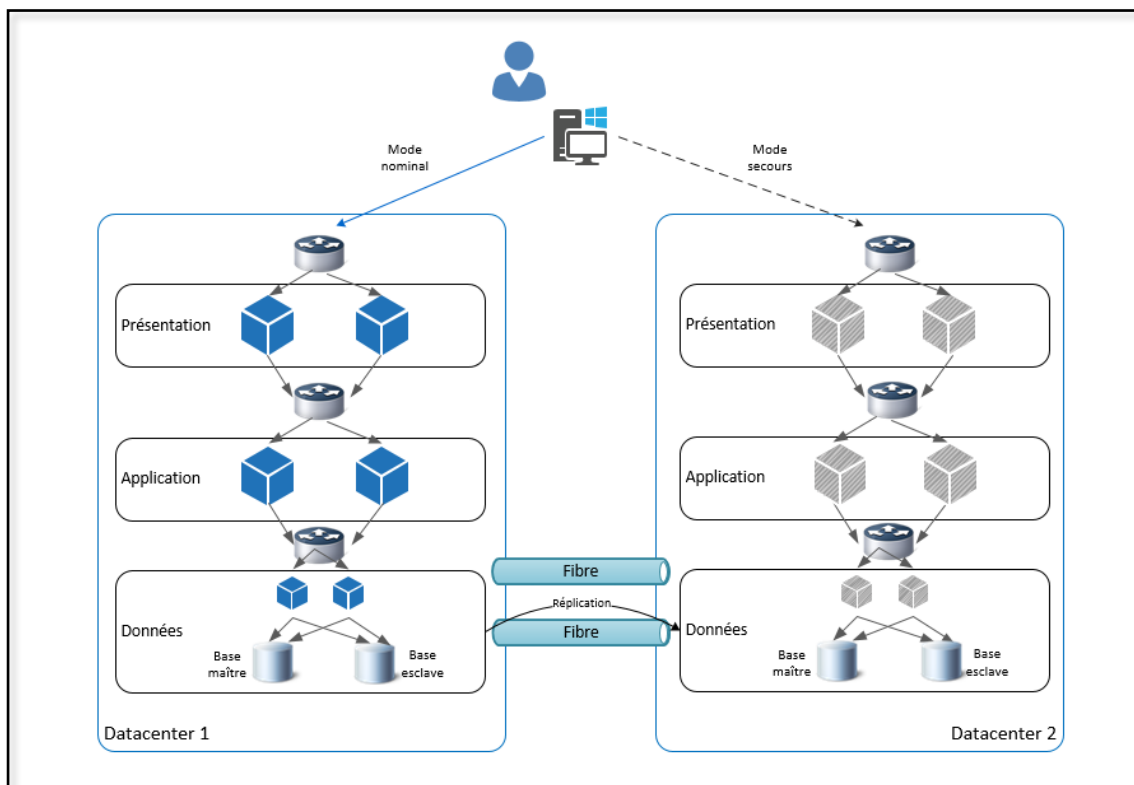 Mode
nominal
Mode
secours
Présentation
Présentation
Application
Application
Fibre
Réplication
Fibre
Données
Base
maître
Base
esclave
Données
Base
maître
Base
esclave
Datacenter 1
Datacenter 2